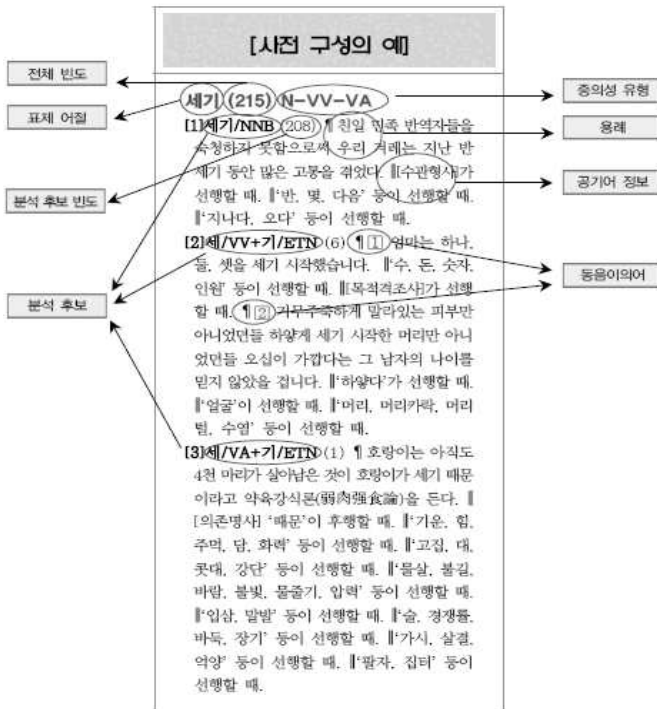 [사전 구성의 예]
전체 빈도
표제 어절
분석 후보 빈도
분석 후보
세기 (215) N-VV-VA
[1]세기/NNB (208) ¶ 친일 민족 반역자들을
숙청하지 못함으로써 우리 겨레는 지난 반
세기 동안 많은 고통을 겪었다. ∥[수관형사]가
선행할 때. ∥‘반, 몇, 다음’ 등이 선행할 때.
∥‘지나다, 오다’ 등이 선행할 때.
[2]세/VV+기/ETN (6) ¶ 1 엄마는 하나,
둘, 셋을 세기 시작했습니다. ∥‘수, 돈, 숫자,
인원’ 등이 선행할 때. ∥[목적격조사]가 선행
할 때. ¶ 2 거무죽죽하게 말라있는 피부만
아니었던들 하얗게 세기 시작한 머리만 아니
었던들 오십이 가깝다는 그 남자의 나이를
믿지 않았을 겁니다. ∥‘하얗다’가 선행할 때.
∥‘얼굴’이 선행할 때. ∥‘머리, 머리카락, 머리
털, 수염’ 등이 선행할 때.
[3]세/VA+기/ETN (1) ¶ 호랑이는 아직도
4천 마리가 살아남은 것이 호랑이가 세기 때문
이라고 약육강식론(弱肉強食論)을 든다. ∥
[의존명사] ‘때문’이 후행할 때. ∥‘기운, 힘,
주먹, 담, 화력’ 등이 선행할 때. ∥‘고집, 대,
콧대, 강단’ 등이 선행할 때. ∥‘물살, 불길,
바람, 불빛, 물줄기, 압력’ 등이 선행할 때.
∥‘입심, 말발’ 등이 선행할 때. ∥‘술, 경쟁률,
바둑, 장기’ 등이 선행할 때. ∥‘가시, 살결,
억양’ 등이 선행할 때. ∥‘팔자, 집터’ 등이
선행할 때.
중의성 유형
용례
공기어 정보
동음이의어